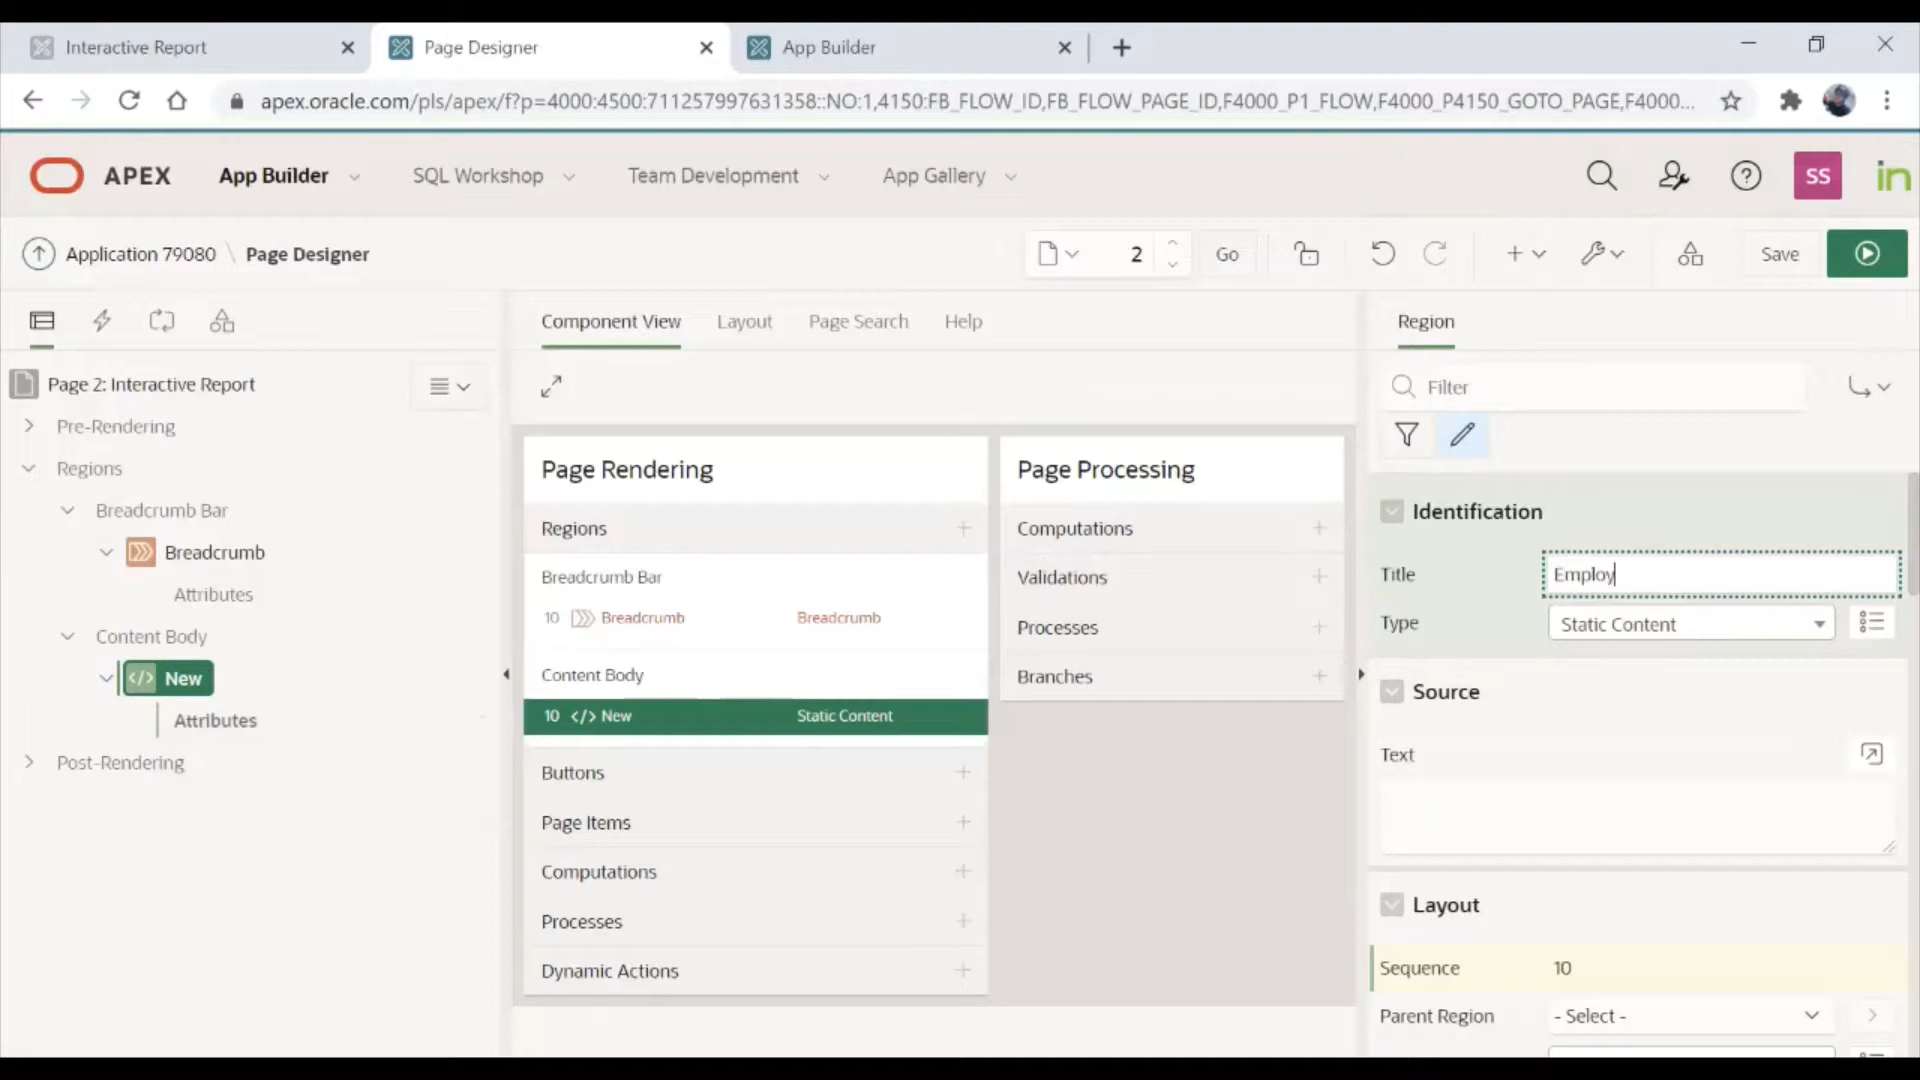 Interactive Report
Page Designer
App Builder
apex.oracle.com/pls/apex/f?p=4000:4500:711257997631358::NO:1,4150:FB_FLOW_ID,FB_FLOW_PAGE_ID,F4000_P1_FLOW,F4000_P4150_GOTO_PAGE,F4000...
APEX
App Builder
SQL Workshop
Team Development
App Gallery
SS
in
Application 79080 \ Page Designer
2
Go
Save
Component View
Layout
Page Search
Help
Region
Page 2: Interactive Report
Pre-Rendering
Regions
Breadcrumb Bar
Breadcrumb
Attributes
Content Body
</> New
Attributes
Post-Rendering
Page Rendering
Regions
Breadcrumb Bar
10 Breadcrumb Breadcrumb
Content Body
10 </> New Static Content
Buttons
Page Items
Computations
Processes
Dynamic Actions
Page Processing
Computations
Validations
Processes
Branches
Filter
Identification
Title Employ
Type Static Content
Source
Text
Layout
Sequence 10
Parent Region - Select -